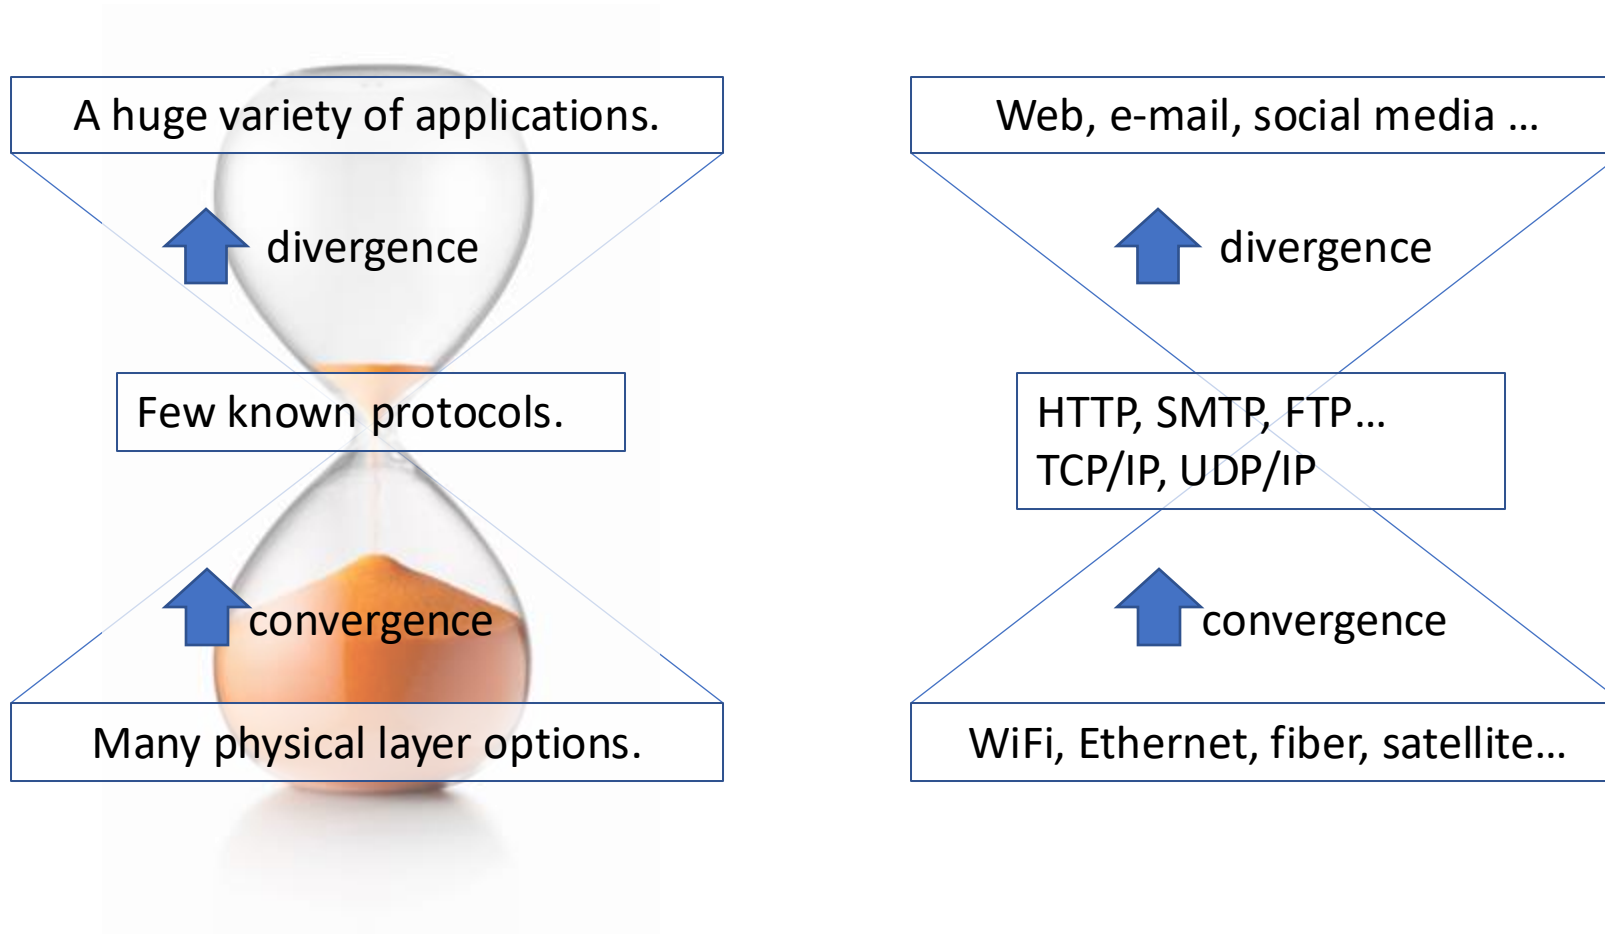 A huge variety of applications.
divergence
Few known protocols.
convergence
Many physical layer options.
Web, e-mail, social media ...
divergence
HTTP, SMTP, FTP...
TCP/IP, UDP/IP
convergence
WiFi, Ethernet, fiber, satellite...